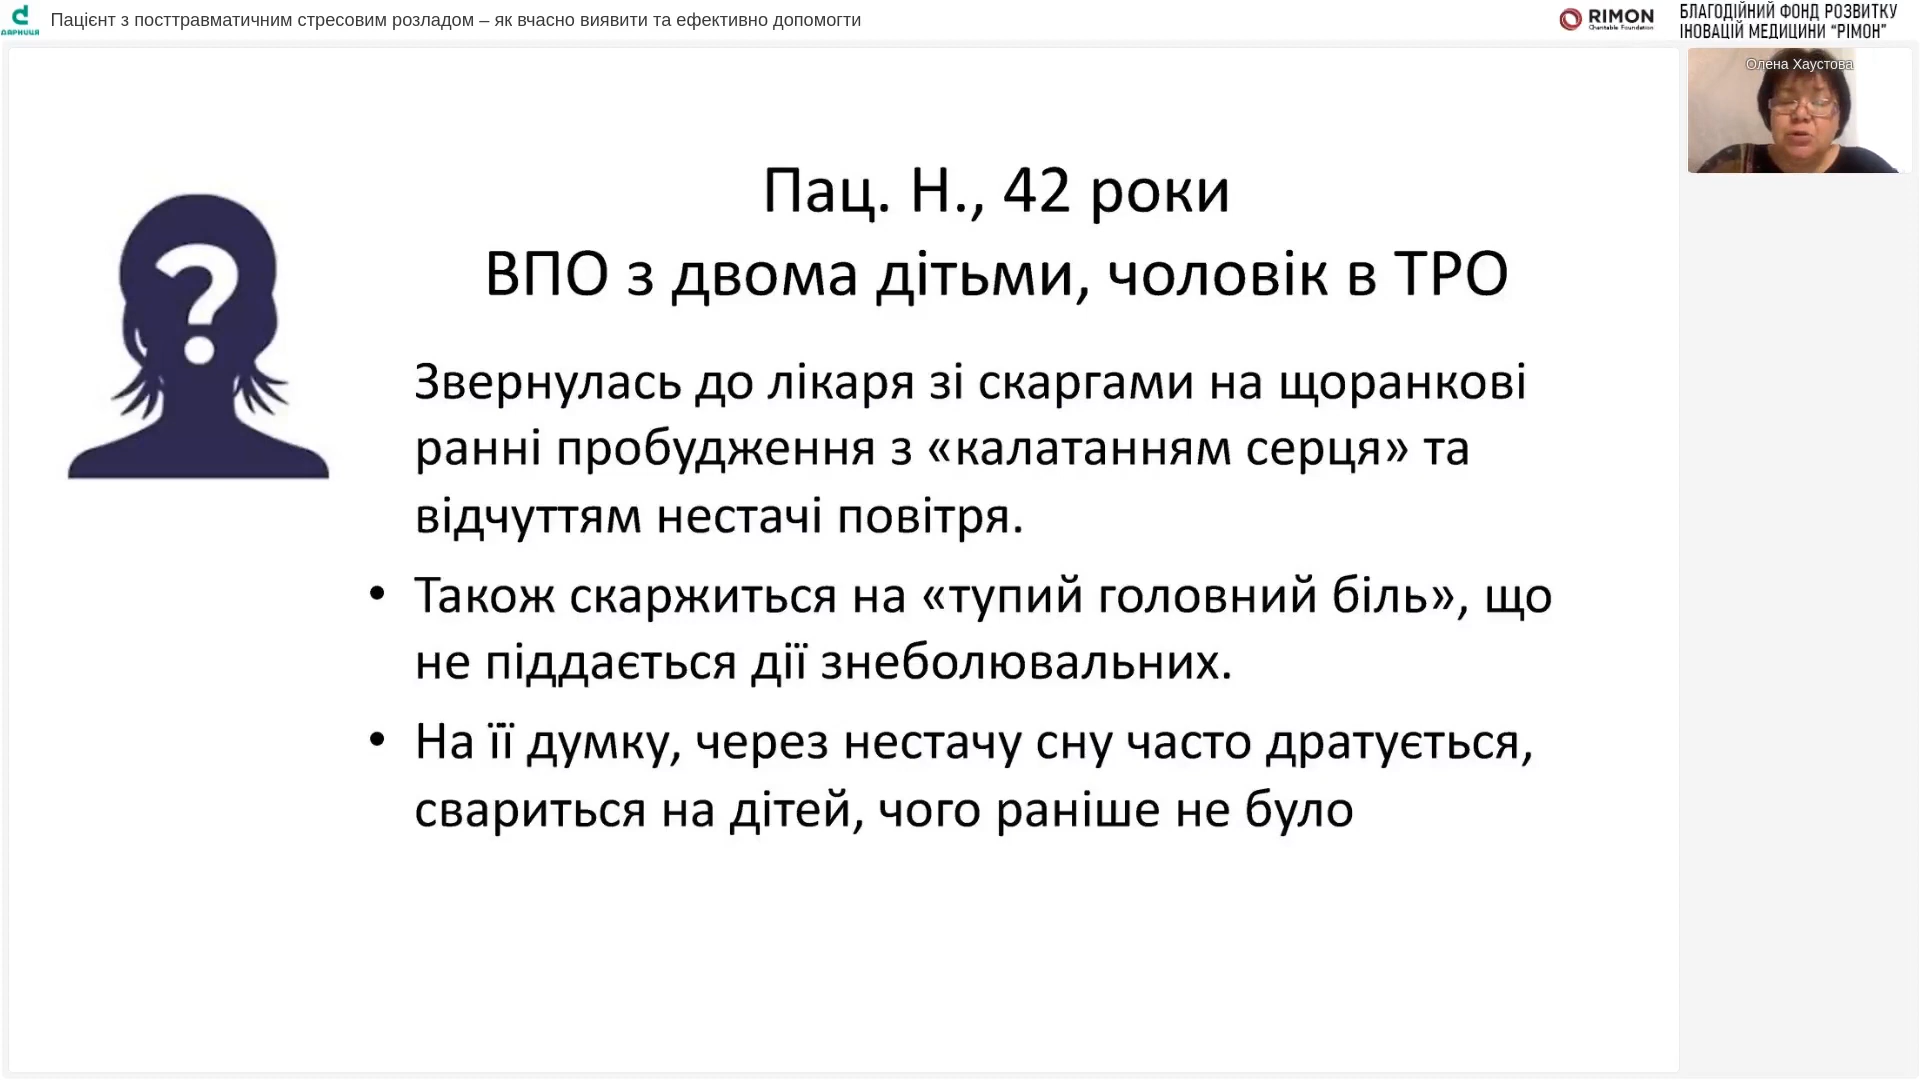 Дарниця
Пацієнт з посттравматичним стресовим розладом – як вчасно виявити та ефективно допомогти
RIMON
Charitable Foundation
БЛАГОДІЙНИЙ ФОНД РОЗВИТКУ
ІНОВАЦІЙ МЕДИЦИНИ “РІМОН”
Олена Хаустова
?
Пац. Н., 42 роки
ВПО з двома дітьми, чоловік в ТРО
Звернулась до лікаря зі скаргами на щоранкові
ранні пробудження з «калатанням серця» та
відчуттям нестачі повітря.
• Також скаржиться на «тупий головний біль», що
не піддається дії знеболювальних.
• На її думку, через нестачу сну часто дратується,
свариться на дітей, чого раніше не було